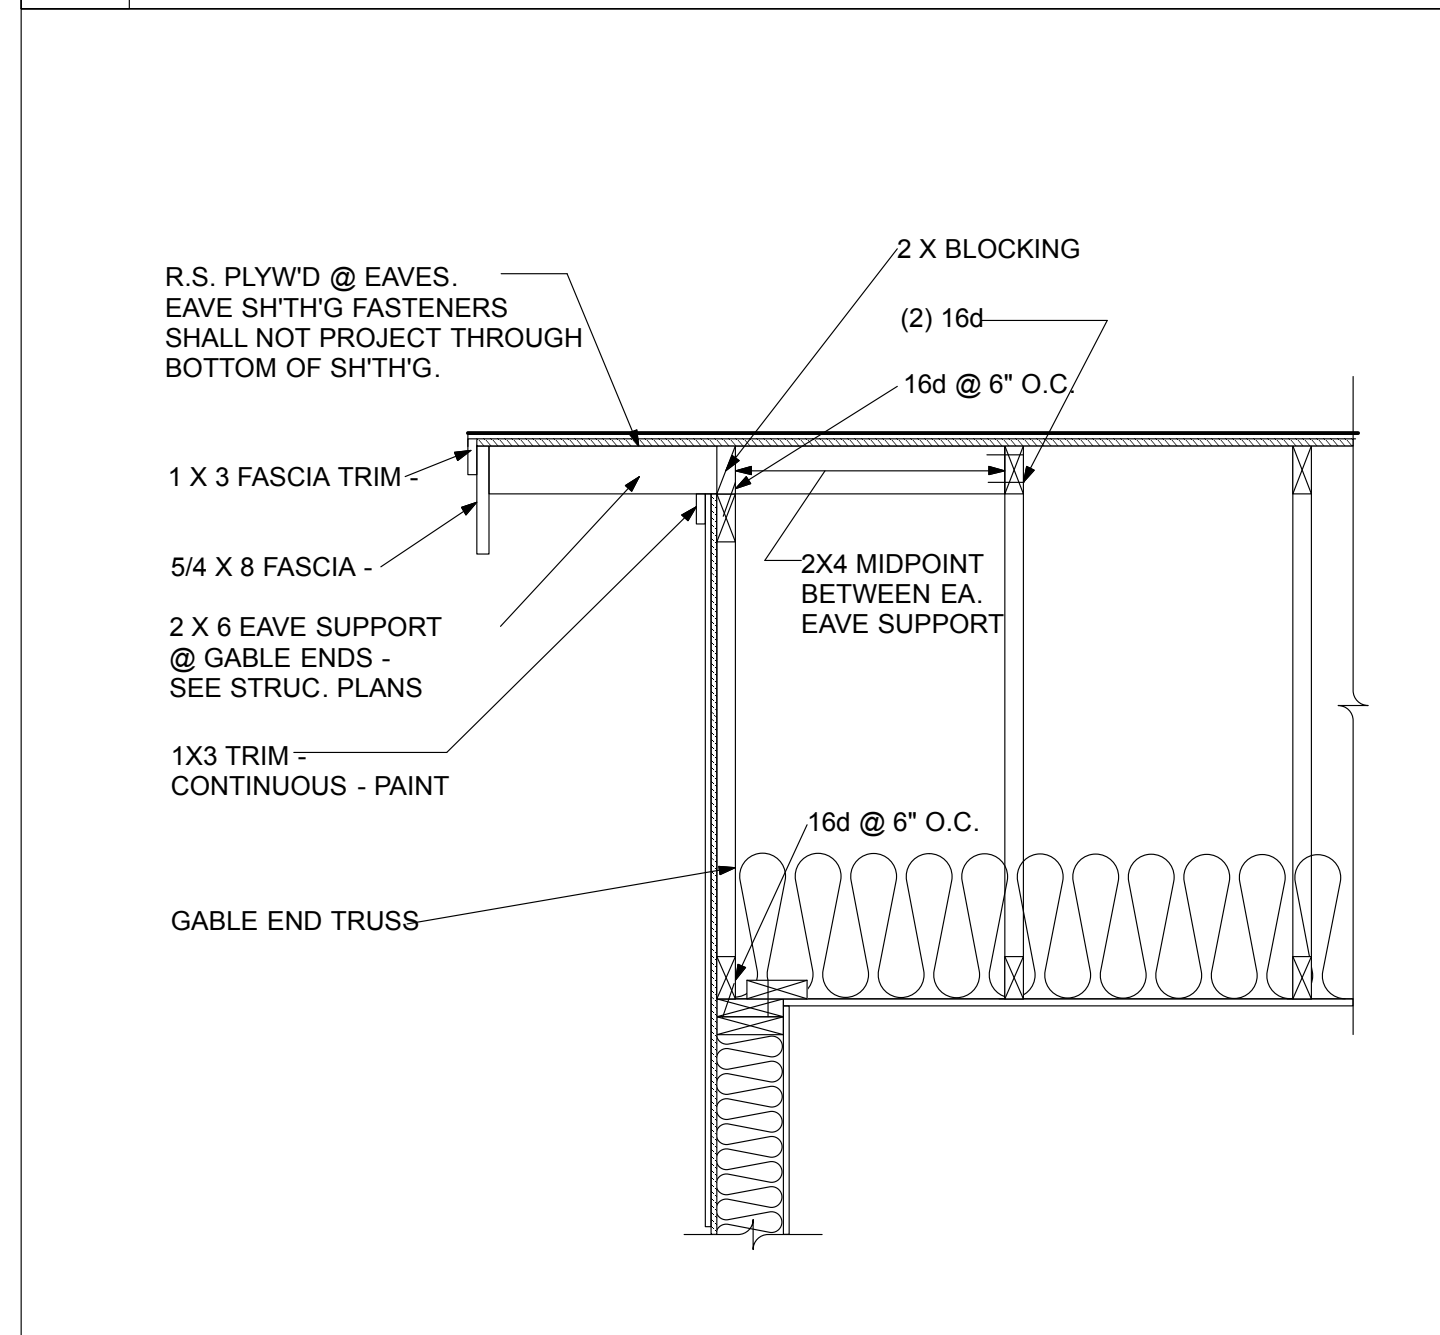 R.S. PLYW'D @ EAVES.
EAVE SH'TH'G FASTENERS
SHALL NOT PROJECT THROUGH
BOTTOM OF SH'TH'G.
2 X BLOCKING
(2) 16d
16d @ 6" O.C.
1 X 3 FASCIA TRIM -
5/4 X 8 FASCIA -
2 X 6 EAVE SUPPORT
@ GABLE ENDS -
SEE STRUC. PLANS
2X4 MIDPOINT
BETWEEN EA.
EAVE SUPPORT
1X3 TRIM -
CONTINUOUS - PAINT
16d @ 6" O.C.
GABLE END TRUSS